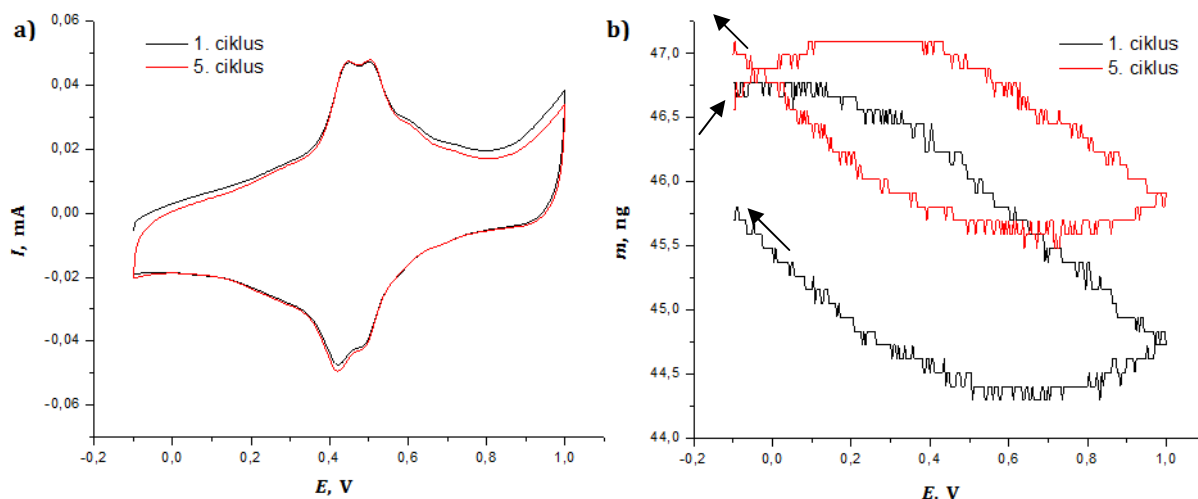 a)
1. ciklus
5. ciklus
I, mA
0,06
0,04
0,02
0,00
-0,02
-0,04
-0,06
-0,2
0,0
0,2
0,4
0,6
0,8
1,0
E, V
b)
1. ciklus
5. ciklus
m, ng
47,0
46,5
46,0
45,5
45,0
44,5
44,0
-0,2
0,0
0,2
0,4
0,6
0,8
1,0
E, V